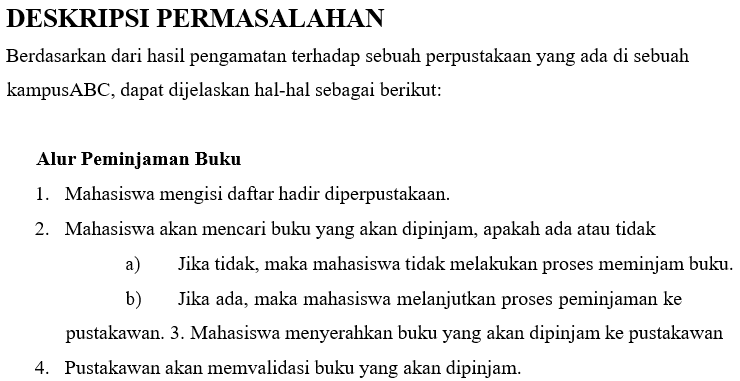 DESKRIPSI PERMASALAHAN
Berdasarkan dari hasil pengamatan terhadap sebuah perpustakaan yang ada di sebuah
kampusABC, dapat dijelaskan hal-hal sebagai berikut:
Alur Peminjaman Buku
1. Mahasiswa mengisi daftar hadir diperpustakaan.
2. Mahasiswa akan mencari buku yang akan dipinjam, apakah ada atau tidak
a) Jika tidak, maka mahasiswa tidak melakukan proses meminjam buku.
b) Jika ada, maka mahasiswa melanjutkan proses peminjaman ke
pustakawan. 3. Mahasiswa menyerahkan buku yang akan dipinjam ke pustakawan
4. Pustakawan akan memvalidasi buku yang akan dipinjam.